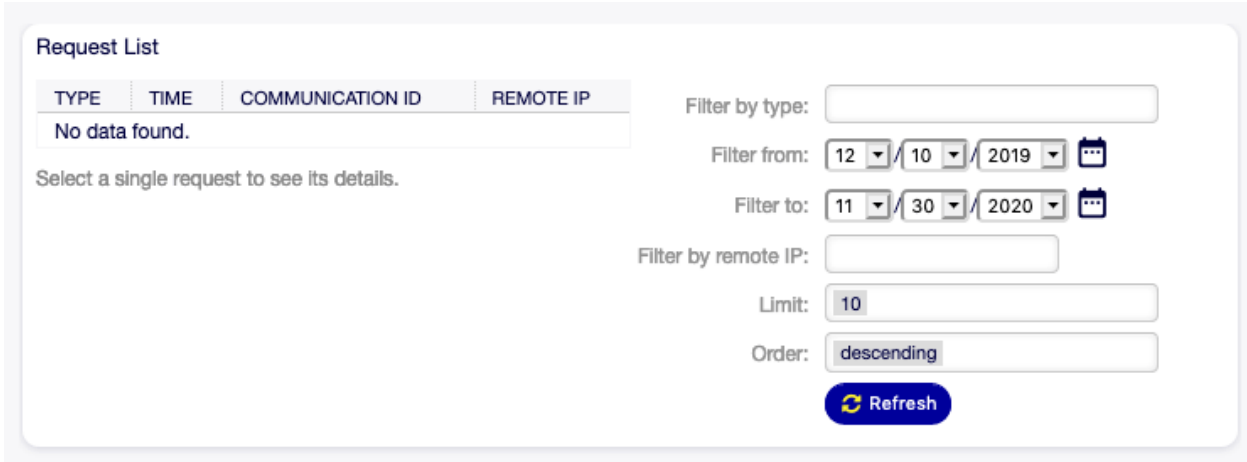 Request List
TYPE TIME COMMUNICATION ID REMOTE IP
No data found.
Select a single request to see its details.
Filter by type:
Filter from: 12 / 10 / 2019
Filter to: 11 / 30 / 2020
Filter by remote IP:
Limit: 10
Order: descending
Refresh